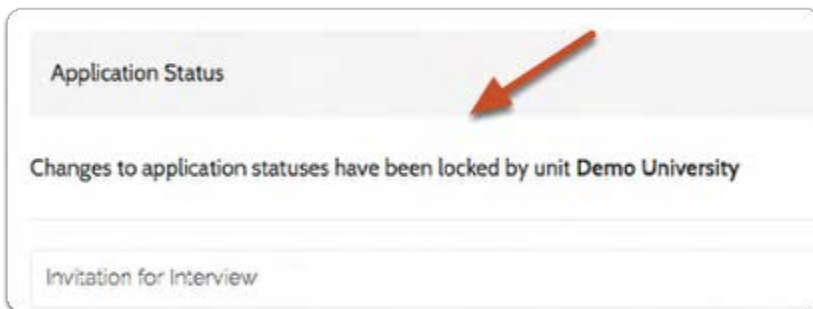 Application Status
Changes to application statuses have been locked by unit Demo University
Invitation for Interview